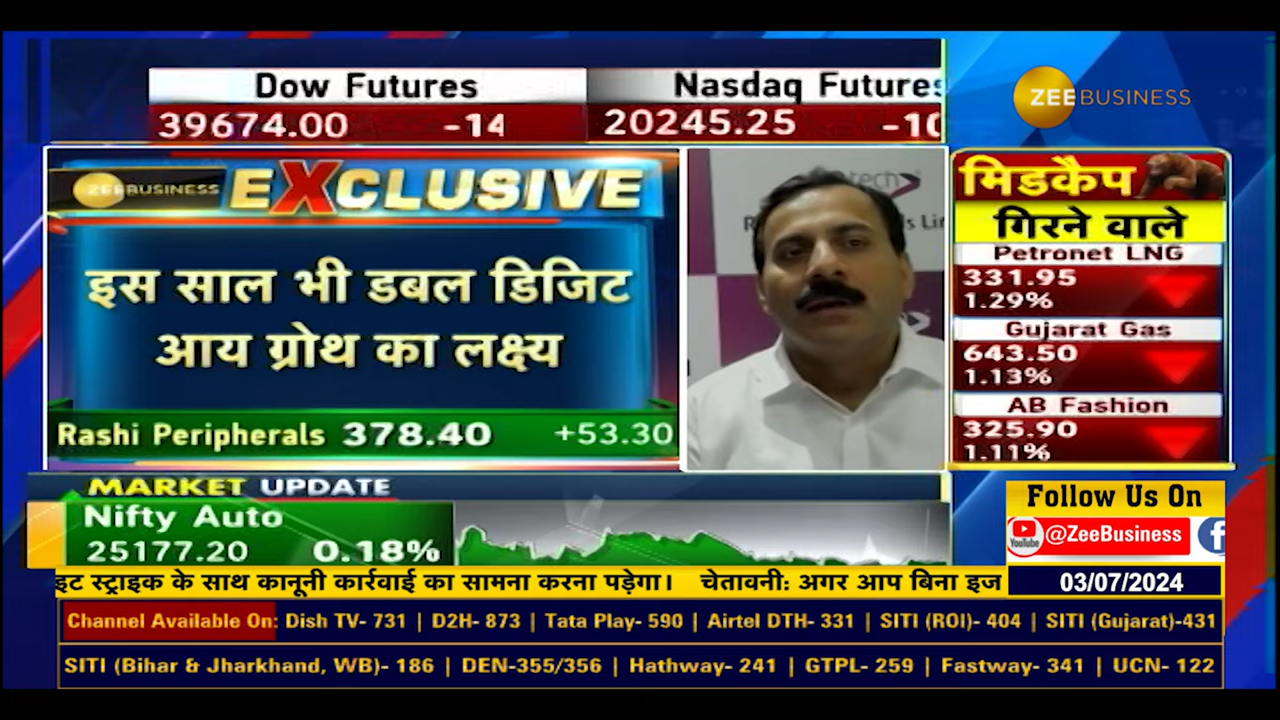 Dow Futures
Nasdaq Futures
39674.00 -14
20245.25 -10
ZEEBUSINESS
ZEEBUSINESS EXCLUSIVE
इस साल भी डबल डिजिट
आय ग्रोथ का लक्ष्य
Rashi Peripherals 378.40 +53.30
tech
मिडकैप
गिरने वाले
Petronet LNG
331.95
1.29%
Gujarat Gas
643.50
1.13%
AB Fashion
325.90
1.11%
MARKET UPDATE
Nifty Auto
25177.20 0.18%
Follow Us On
YouTube @ZeeBusiness
इट स्ट्राइक के साथ कानूनी कार्रवाई का सामना करना पड़ेगा। चेतावनी: अगर आप बिना इज
03/07/2024
Channel Available On: Dish TV- 731 | D2H- 873 | Tata Play- 590 | Airtel DTH- 331 | SITI (ROI)- 404 | SITI (Gujarat)-431
SITI (Bihar & Jharkhand, WB)- 186 | DEN-355/356 | Hathway- 241 | GTPL- 259 | Fastway- 341 | UCN- 122